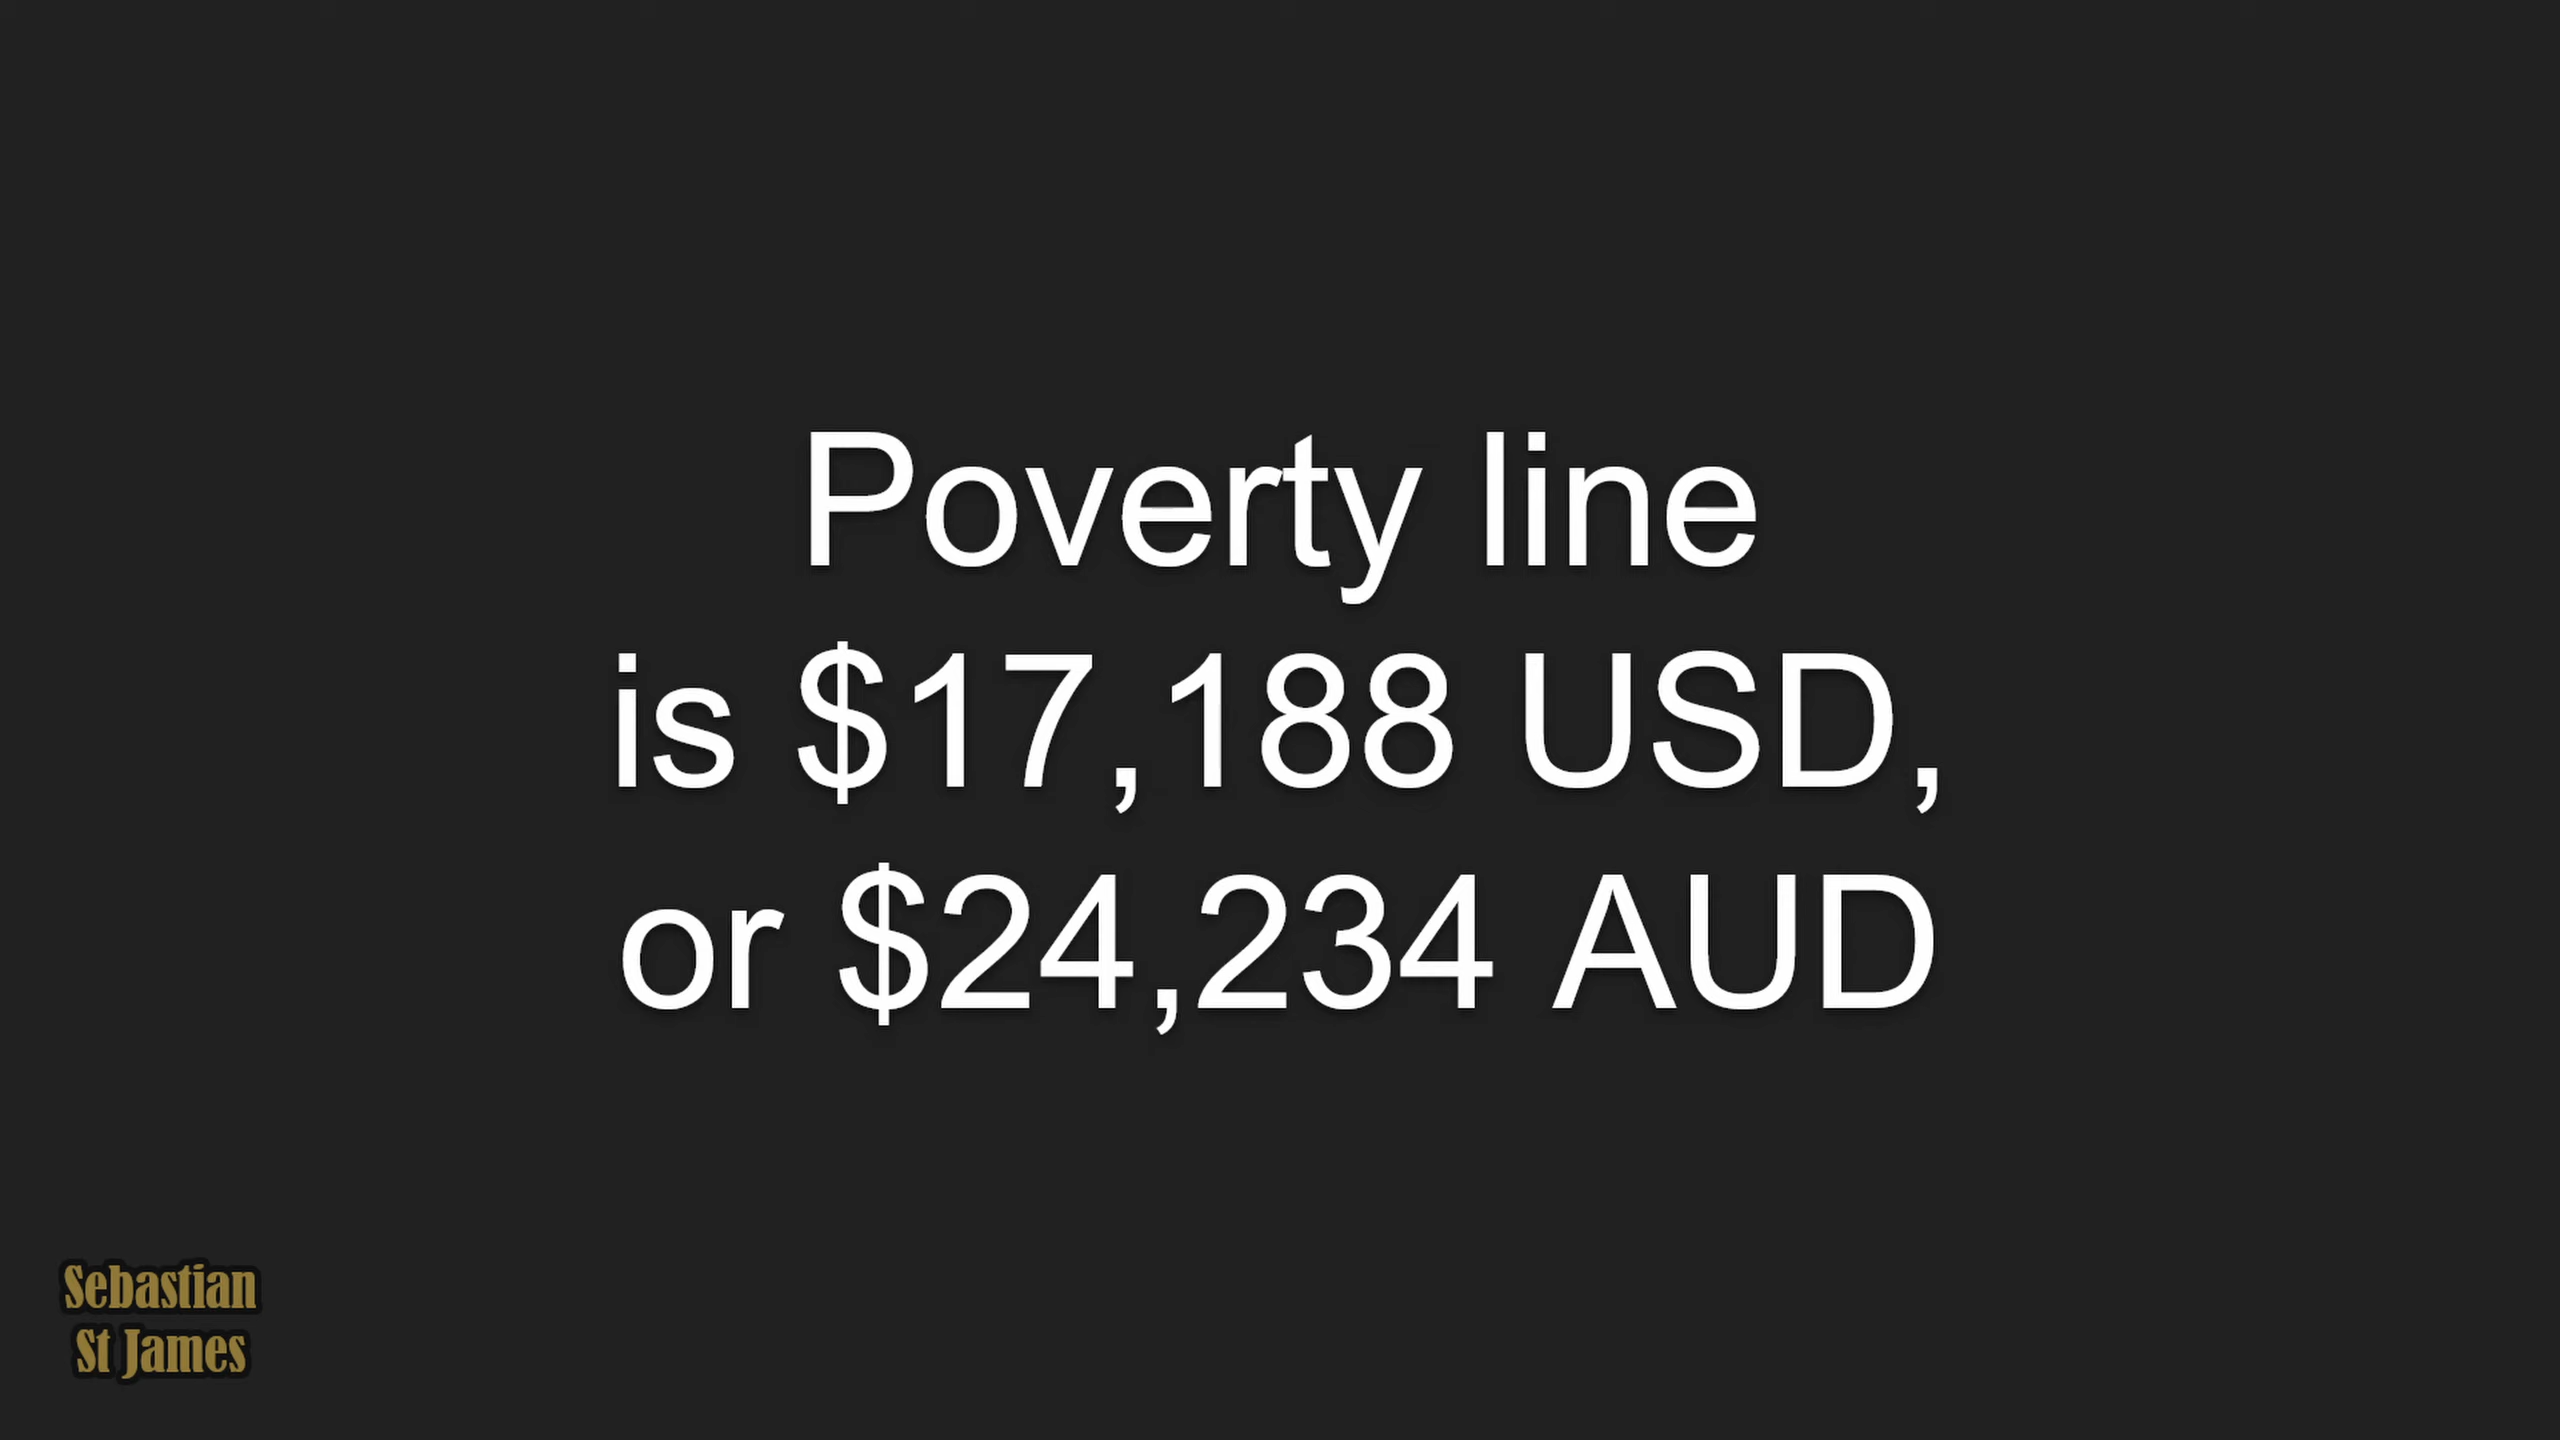 Poverty line
is $17,188 USD,
or $24,234 AUD
Sebastian
St James